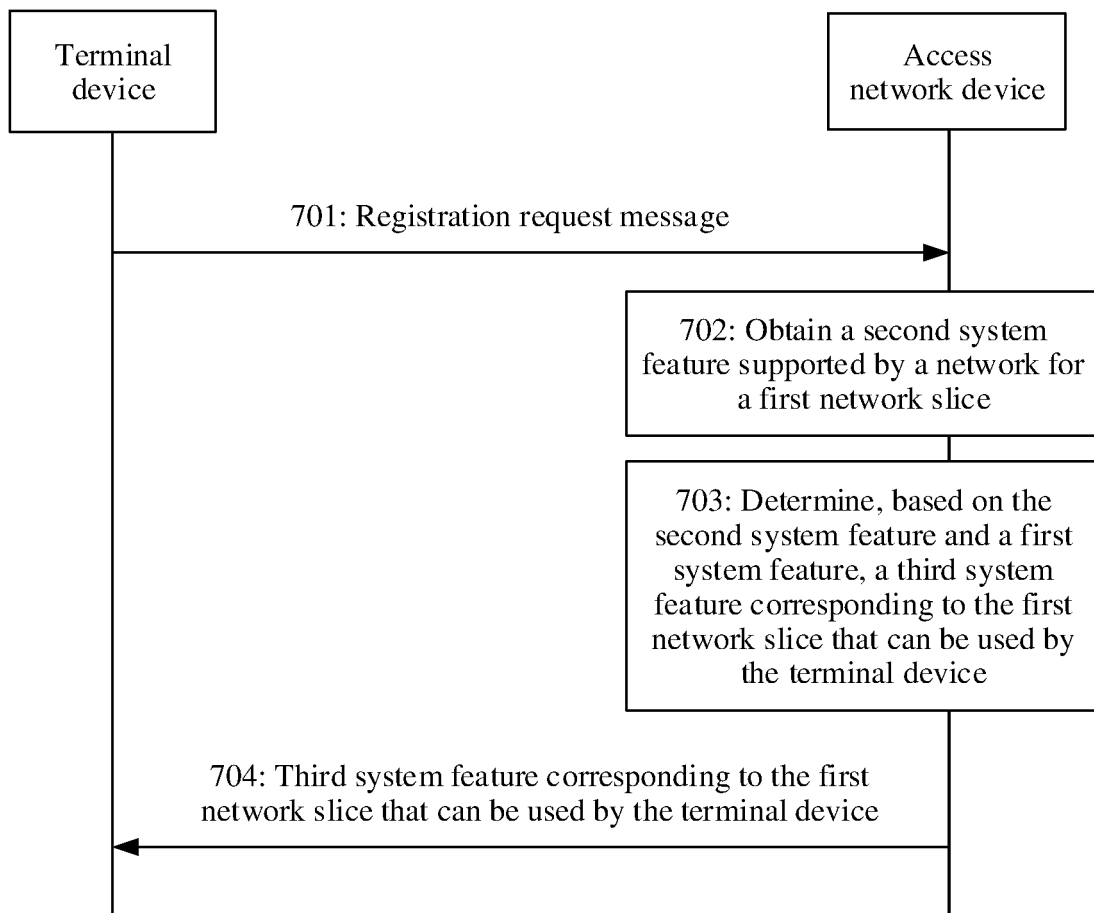 Terminal
device
Access
network device
701: Registration request message
702: Obtain a second system
feature supported by a network for
a first network slice
703: Determine, based on the
second system feature and a first
system feature, a third system
feature corresponding to the first
network slice that can be used by
the terminal device
704: Third system feature corresponding to the first
network slice that can be used by the terminal device